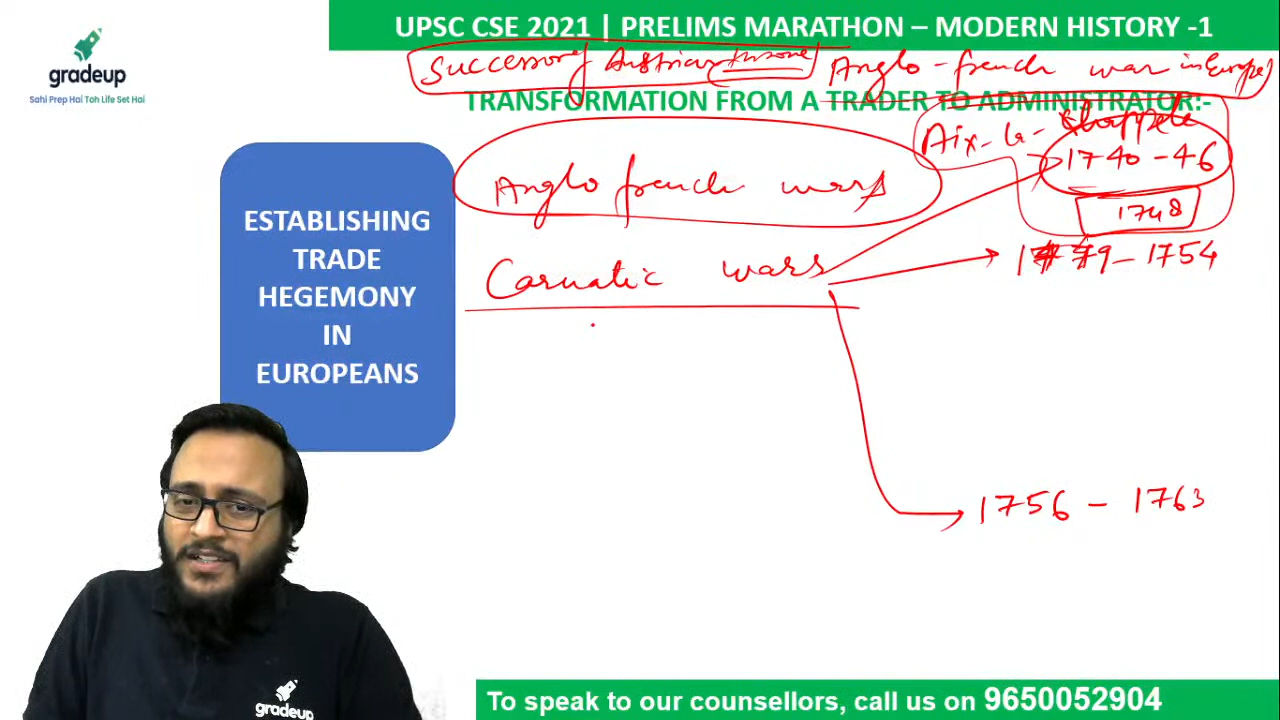 UPSC CSE 2021 | PRELIMS MARATHON – MODERN HISTORY -1
gradeup
Sahi Prep Hai Toh Life Set Hai
Successor of Austrian throne
Anglo-french war in Europe
TRANSFORMATION FROM A TRADER TO ADMINISTRATOR:-
Aix-la-Chappele
1740-46
1748
Anglo french wars
ESTABLISHING
TRADE
HEGEMONY
IN
EUROPEANS
Carnatic wars
1749-1754
1756 - 1763
gradeup
To speak to our counsellors, call us on 9650052904